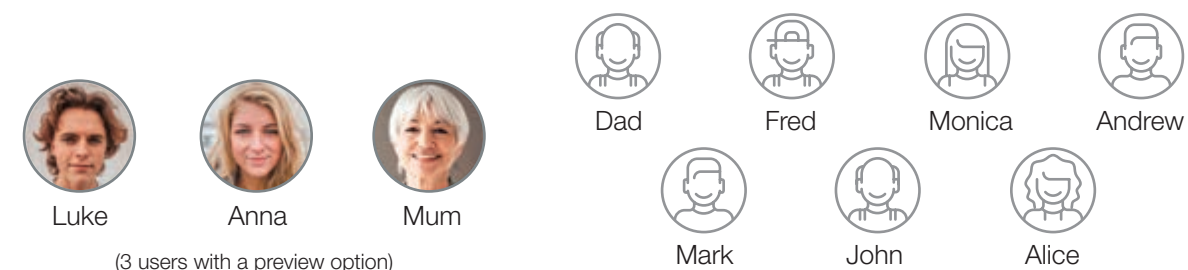 Dad Fred Monica Andrew
Luke Anna Mum
Mark John Alice
(3 users with a preview option)